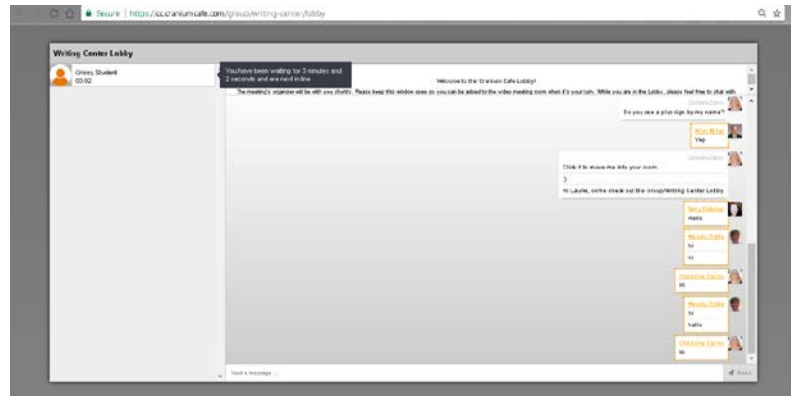 Secure | https://cc.craniumcafe.com/group/writing-center/lobby
Writing Center Lobby
Student
03:02
You have been waiting for 3 minutes and
2 seconds and are next in line
Welcome to the Cranium Cafe Lobby!
The meeting's organizer will be with you shortly. Please keep this window open so you can be added to the video meeting room when it's your turn. While you are in the Lobby, please feel free to chat with
Do you see a plus sign by my name?
Yep
Click it to move me into your room.
:)
Hi Laurie, come check out the Group/Writing Center Lobby
Hello
hi
hi
Hi
hi
hello
Hi
Send a message ...
Send